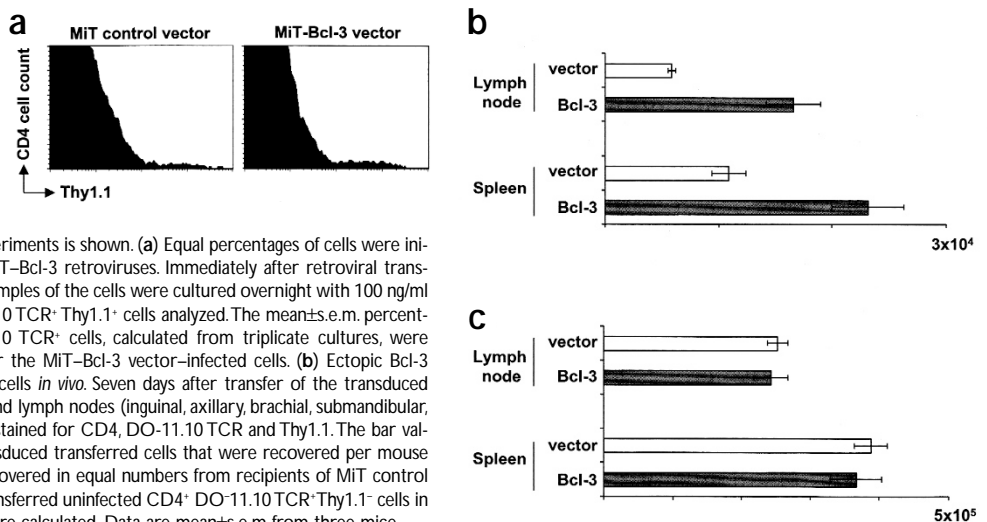 a
MiT control vector
MiT-Bcl-3 vector
CD4 cell count
Thy1.1
b
Lymph node
vector
Bcl-3
Spleen
vector
Bcl-3
3x10⁴
eriments is shown. (a) Equal percentages of cells were ini-
T–Bcl-3 retroviruses. Immediately after retroviral trans-
mples of the cells were cultured overnight with 100 ng/ml
0 TCR⁺ Thy1.1⁺ cells analyzed. The mean±s.e.m. percent-
0 TCR⁺ cells, calculated from triplicate cultures, were
r the MiT–Bcl-3 vector–infected cells. (b) Ectopic Bcl-3
cells in vivo. Seven days after transfer of the transduced
nd lymph nodes (inguinal, axillary, brachial, submandibular,
stained for CD4, DO-11.10 TCR and Thy1.1. The bar val-
sduced transferred cells that were recovered per mouse
overed in equal numbers from recipients of MiT control
nsferred uninfected CD4⁺ DO⁻11.10 TCR⁺Thy1.1⁻ cells in
ere calculated. Data are mean±s.e.m from three mice
c
Lymph node
vector
Bcl-3
Spleen
vector
Bcl-3
5x10⁵